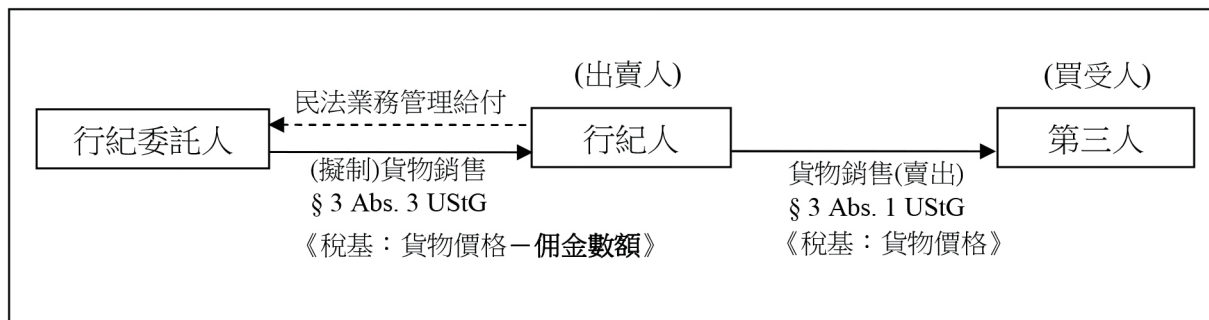 (出賣人)
(買受人)
民法業務管理給付
行紀委託人
行紀人
第三人
(擬制)貨物銷售
§ 3 Abs. 3 UStG
《稅基：貨物價格－佣金數額》
貨物銷售(賣出)
§ 3 Abs. 1 UStG
《稅基：貨物價格》